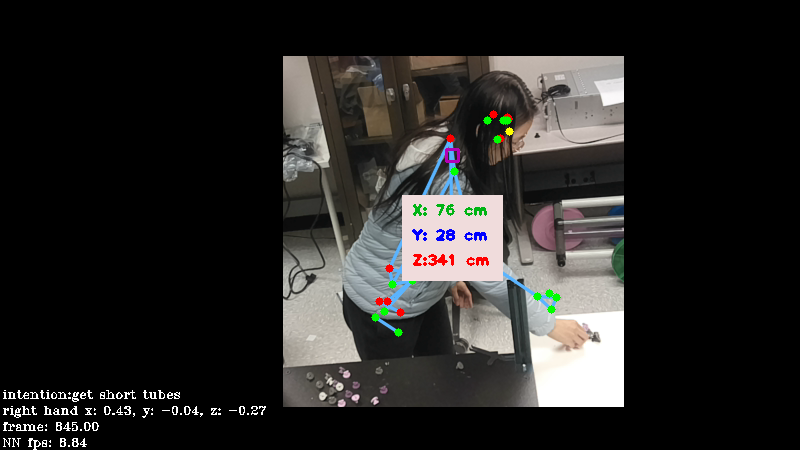 X: 76 cm
Y: 28 cm
Z:341 cm
intention:get short tubes
right hand x: 0.43, y: -0.04, z: -0.27
frame: 845.00
NN fps: 8.84